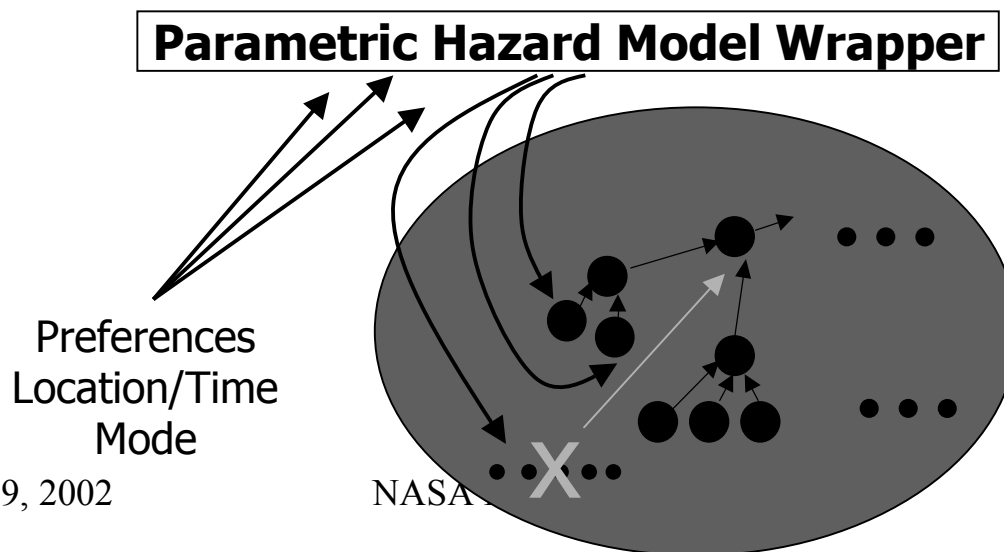 Parametric Hazard Model Wrapper
Preferences
Location/Time
Mode
X
9, 2002
NASA